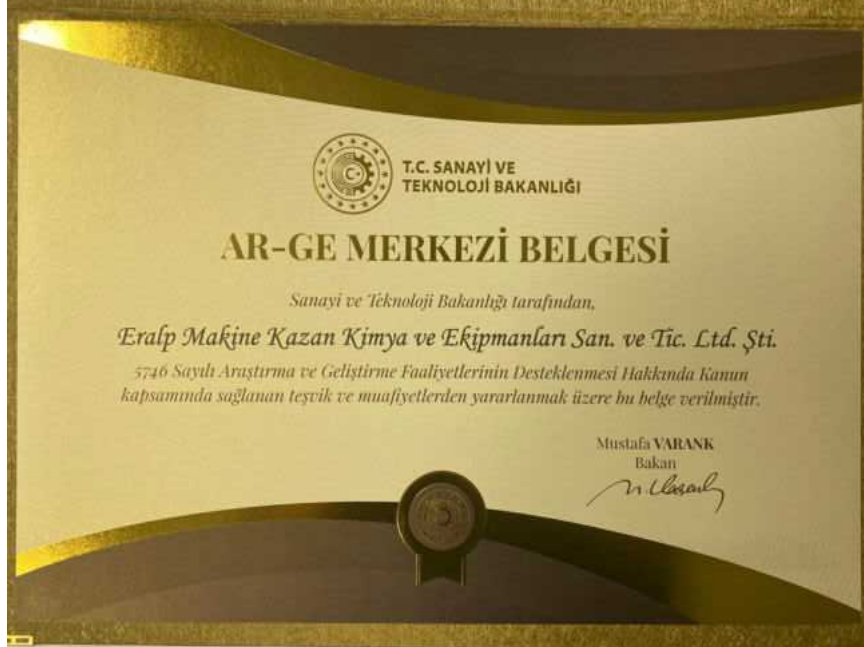 T.C. SANAYİ VE
TEKNOLOJİ BAKANLIĞI
AR-GE MERKEZİ BELGESİ
Sanayi ve Teknoloji Bakanlığı tarafından,
Eralp Makine Kazan Kimya ve Ekipmanları San. ve Tic. Ltd. Şti.
5746 Sayılı Araştırma ve Geliştirme Faaliyetlerinin Desteklenmesi Hakkında Kanun
kapsamında sağlanan teşvik ve muafiyetlerden yararlanmak üzere bu belge verilmiştir.
Mustafa VARANK
Bakan